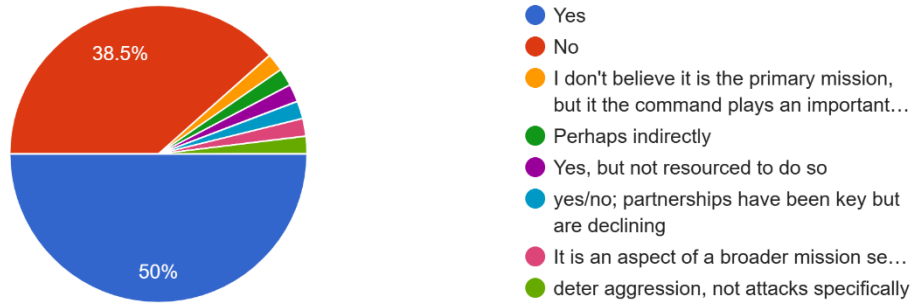 38.5%
50%
Yes
No
I don't believe it is the primary mission,
but it the command plays an important…
Perhaps indirectly
Yes, but not resourced to do so
yes/no; partnerships have been key but
are declining
It is an aspect of a broader mission se…
deter aggression, not attacks specifically